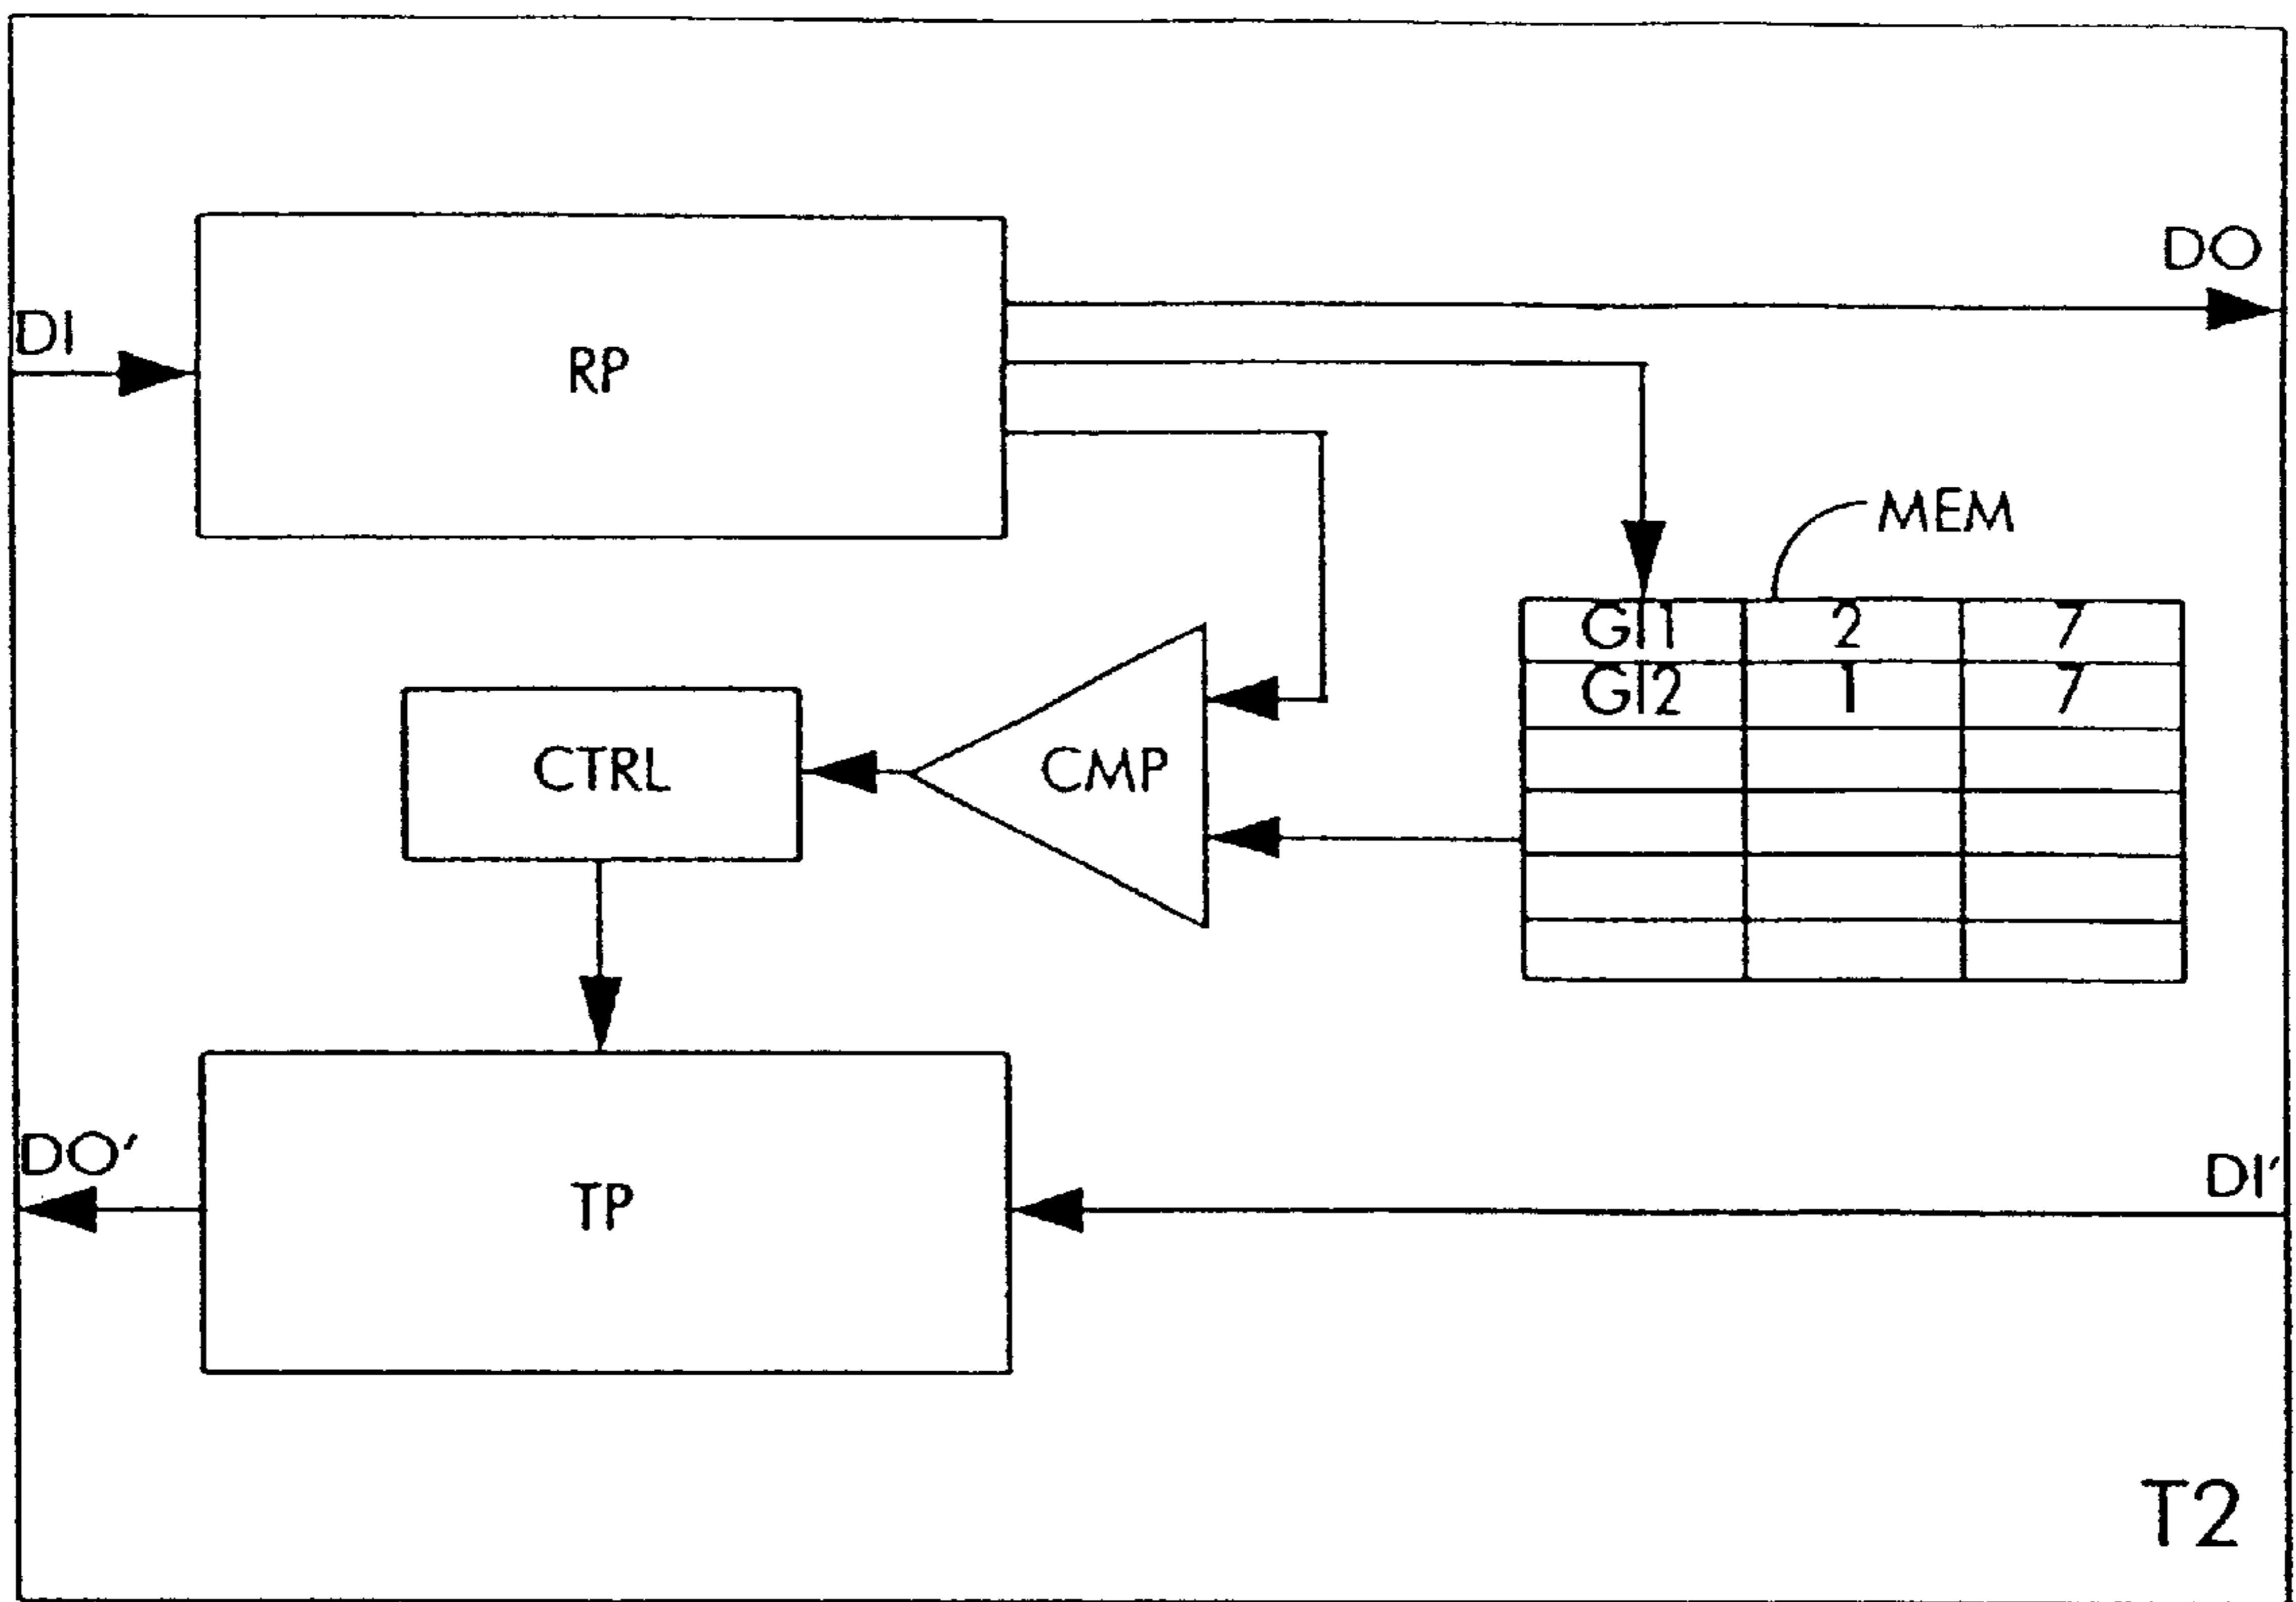 DO
DI
RP
MEM
GI1 2 7
GI2 1 7
CTRL
CMP
DO'
TP
DI'
T2